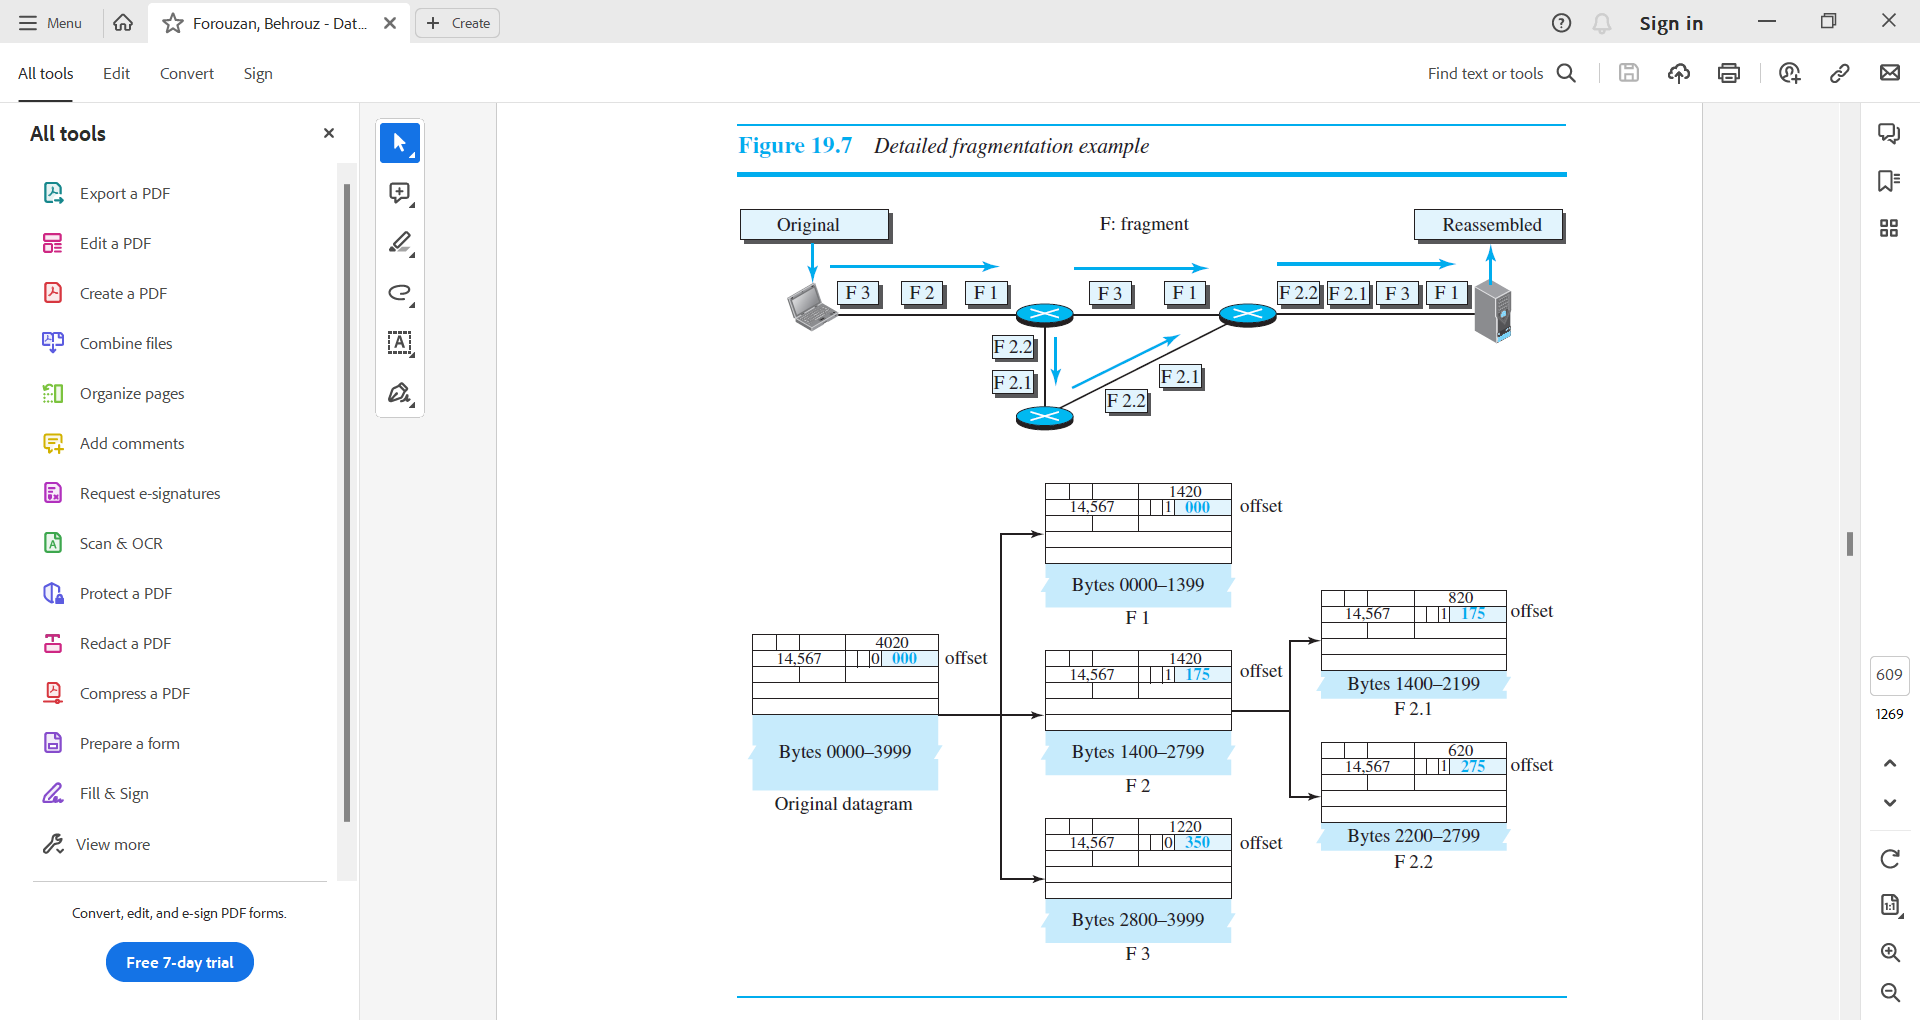 Menu
Forouzan, Behrouz - Dat...
Create
Sign in
All tools
Edit
Convert
Sign
Find text or tools
All tools
Export a PDF
Edit a PDF
Create a PDF
Combine files
Organize pages
Add comments
Request e-signatures
Scan & OCR
Protect a PDF
Redact a PDF
Compress a PDF
Prepare a form
Fill & Sign
View more
Convert, edit, and e-sign PDF forms.
Free 7-day trial
Figure 19.7 Detailed fragmentation example
Original
F: fragment
Reassembled
F 3 F 2 F 1
F 3 F 1
F 2.2 F 2.1 F 3 F 1
F 2.2
F 2.1
F 2.1
F 2.2
4020
14,567 0 000 offset
Bytes 0000–3999
Original datagram
1420
14,567 1 000 offset
Bytes 0000–1399
F 1
1420
14,567 1 175 offset
Bytes 1400–2799
F 2
1220
14,567 0 350 offset
Bytes 2800–3999
F 3
820
14,567 1 175 offset
Bytes 1400–2199
F 2.1
620
14,567 1 275 offset
Bytes 2200–2799
F 2.2
609
1269
1:1